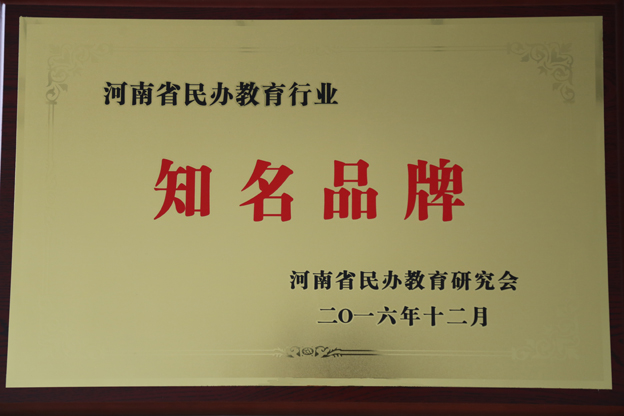 河南省民办教育行业
知名品牌
河南省民办教育研究会
二〇一六年十二月